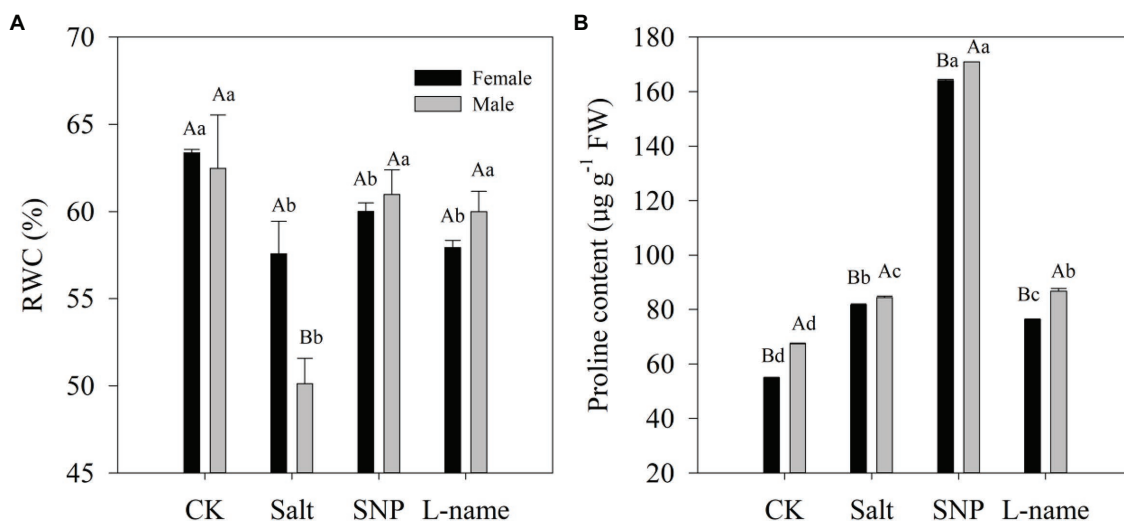 A
RWC (%)
70
65
60
55
50
45
Female
Male
Aa
Aa
Ab
Bb
Ab
Aa
Ab
Aa
CK Salt SNP L-name
B
Proline content (µg g⁻¹ FW)
180
160
140
120
100
80
60
40
20
Bd
Ad
Bb
Ac
Ba
Aa
Bc
Ab
CK Salt SNP L-name